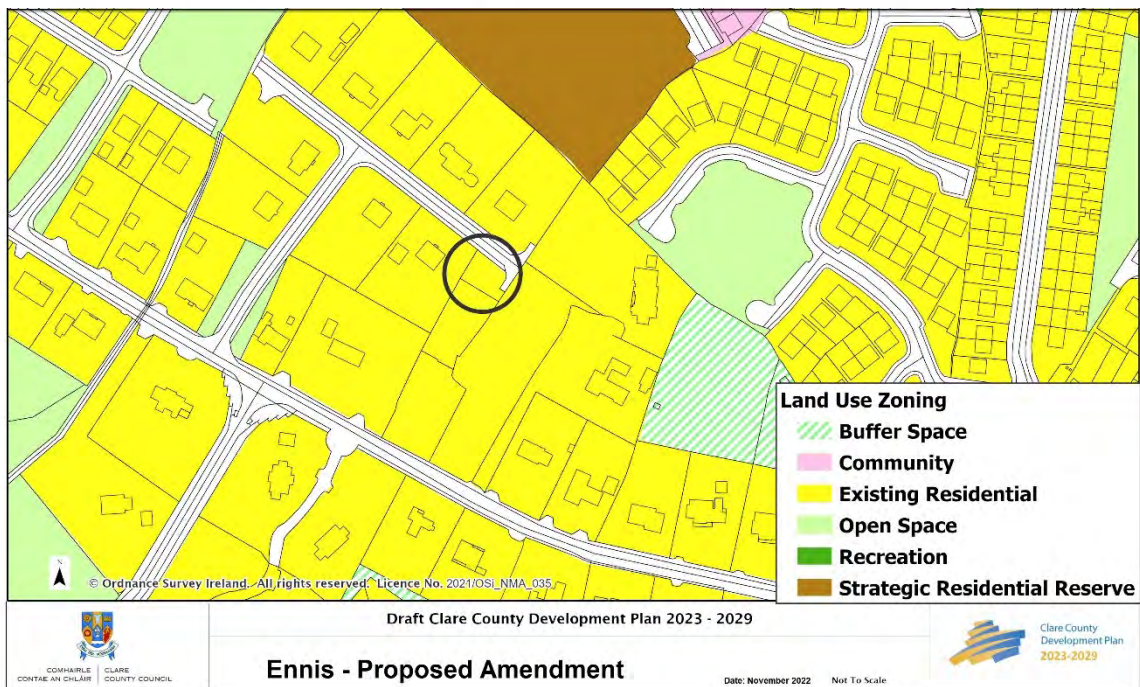 Land Use Zoning
Buffer Space
Community
Existing Residential
Open Space
Recreation
Strategic Residential Reserve
N
© Ordnance Survey Ireland. All rights reserved. Licence No. 2021/OSi_NMA_035
COMHAIRLE CONTAE AN CHLÁIR
CLARE COUNTY COUNCIL
Draft Clare County Development Plan 2023 - 2029
Ennis - Proposed Amendment
Date: November 2022 Not To Scale
Clare County
Development Plan
2023-2029